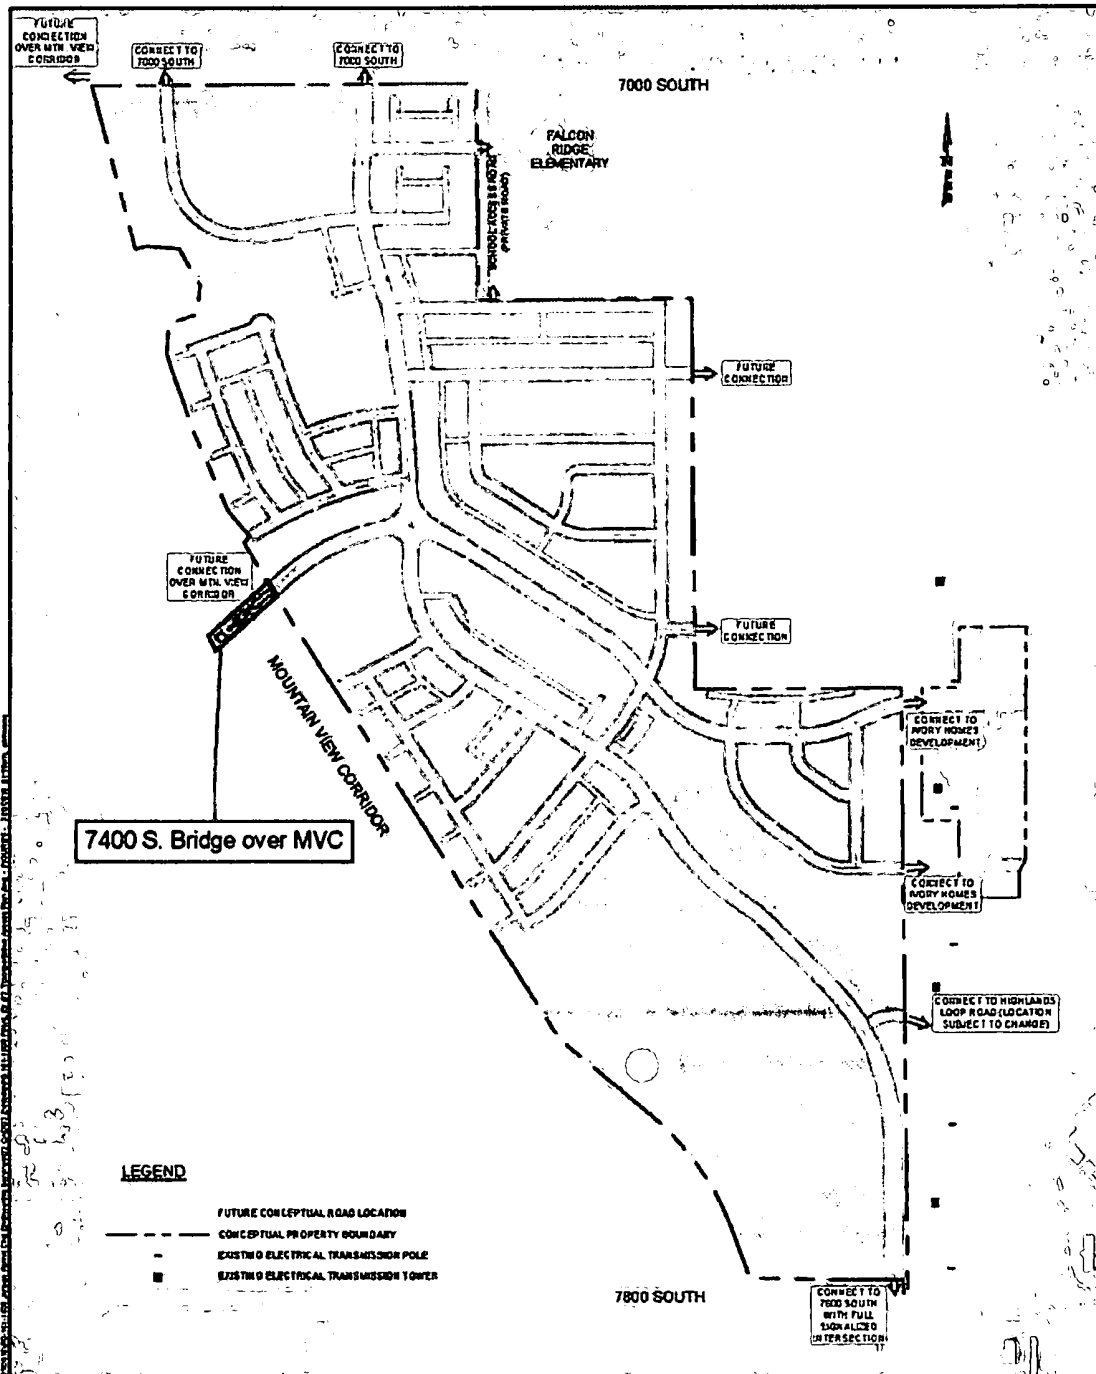 FUTURE
CONNECTION
OVER MTN. VIEW
CORRIDOR
CONNECT TO
7000 SOUTH
CONNECT TO
7000 SOUTH
7000 SOUTH
FALCON
RIDGE
ELEMENTARY
SCHOOL ACCESS ROAD
(PRIVATE ROAD)
FUTURE
CONNECTION
FUTURE
CONNECTION
OVER MTN. VIEW
CORRIDOR
FUTURE
CONNECTION
MOUNTAIN VIEW CORRIDOR
CONNECT TO
IVORY HOMES
DEVELOPMENT
7400 S. Bridge over MVC
CONNECT TO
IVORY HOMES
DEVELOPMENT
CONNECT TO HIGHLANDS
LOOP ROAD (LOCATION
SUBJECT TO CHANGE)
LEGEND
FUTURE CONCEPTUAL ROAD LOCATION
CONCEPTUAL PROPERTY BOUNDARY
EXISTING ELECTRICAL TRANSMISSION POLE
EXISTING ELECTRICAL TRANSMISSION TOWER
7800 SOUTH
CONNECT TO
7800 SOUTH
WITH FULL
SIGNALIZED
INTERSECTION
17